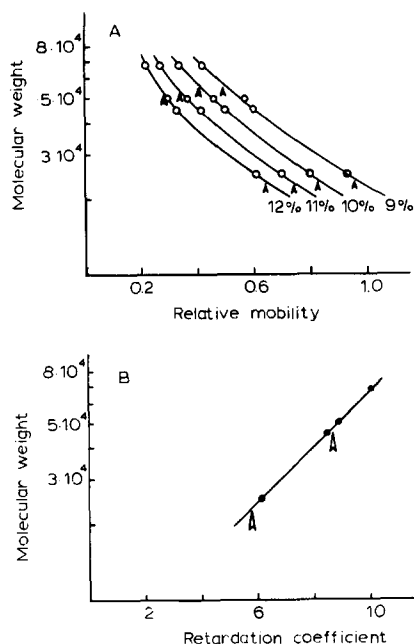 A
8·10⁴
5·10⁴
3·10⁴
Molecular weight
12% 11% 10% 9%
0.2 0.6 1.0
Relative mobility
B
8·10⁴
5·10⁴
3·10⁴
Molecular weight
2 6 10
Retardation coefficient